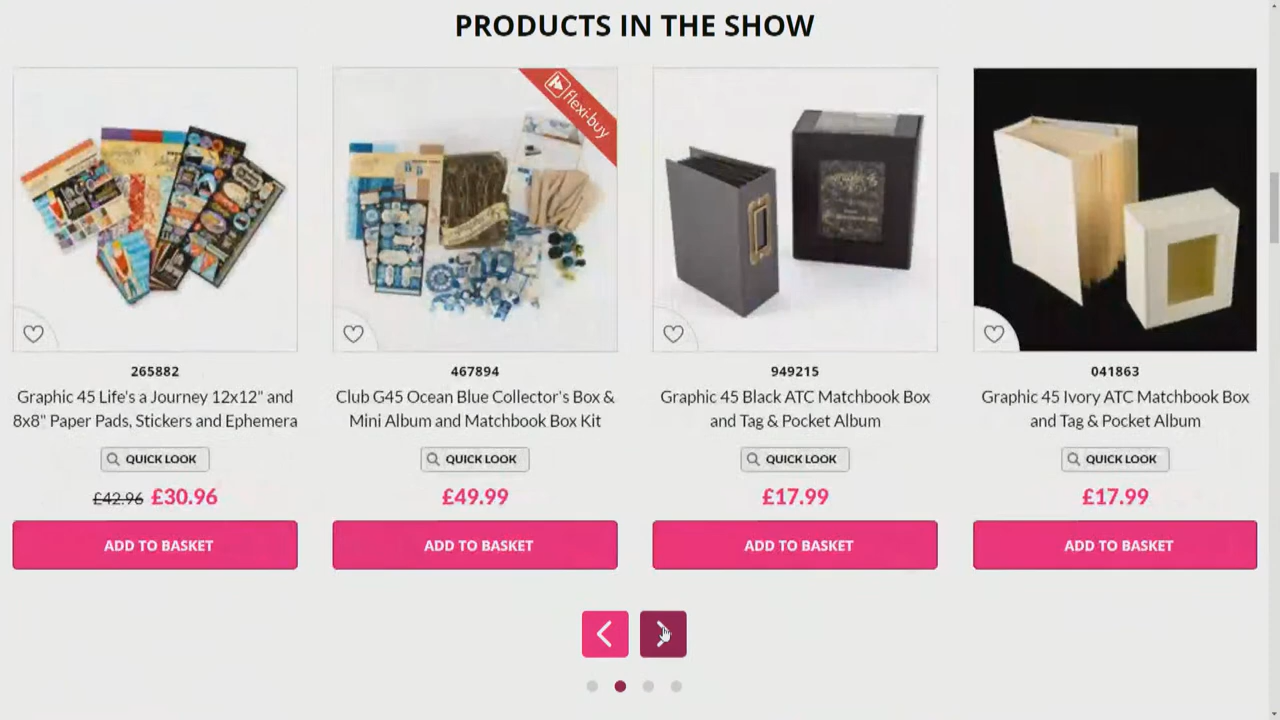 PRODUCTS IN THE SHOW
flexi-buy
265882
Graphic 45 Life's a Journey 12x12" and
8x8" Paper Pads, Stickers and Ephemera
QUICK LOOK
£42.96 £30.96
ADD TO BASKET
467894
Club G45 Ocean Blue Collector's Box &
Mini Album and Matchbook Box Kit
QUICK LOOK
£49.99
ADD TO BASKET
949215
Graphic 45 Black ATC Matchbook Box
and Tag & Pocket Album
QUICK LOOK
£17.99
ADD TO BASKET
041863
Graphic 45 Ivory ATC Matchbook Box
and Tag & Pocket Album
QUICK LOOK
£17.99
ADD TO BASKET